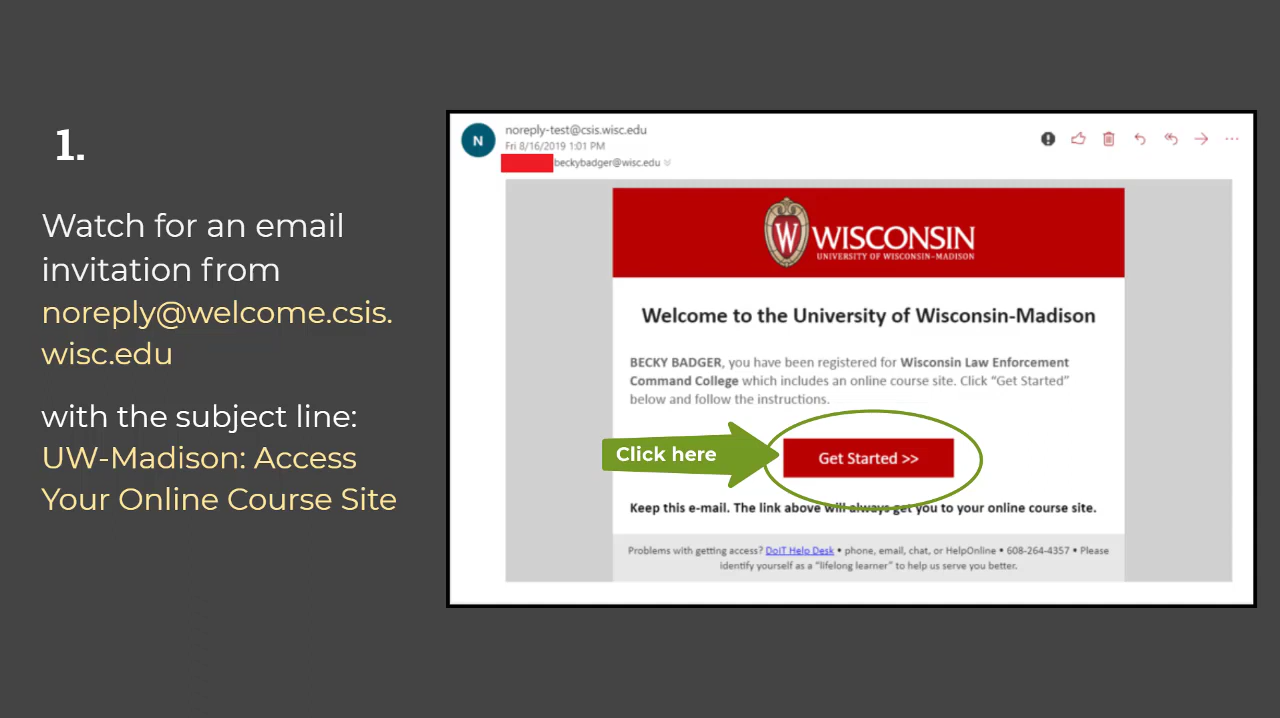 1.
Watch for an email
invitation from
noreply@welcome.csis.
wisc.edu
with the subject line:
UW-Madison: Access
Your Online Course Site
N
noreply-test@csis.wisc.edu
Fri 8/16/2019 1:01 PM
beckybadger@wisc.edu
W
WISCONSIN
UNIVERSITY OF WISCONSIN–MADISON
Welcome to the University of Wisconsin-Madison
BECKY BADGER, you have been registered for Wisconsin Law Enforcement
Command College which includes an online course site. Click “Get Started”
below and follow the instructions.
Click here
Get Started >>
Keep this e-mail. The link above will always get you to your online course site.
Problems with getting access? DoIT Help Desk • phone, email, chat, or HelpOnline • 608-264-4357 • Please
identify yourself as a “lifelong learner” to help us serve you better.